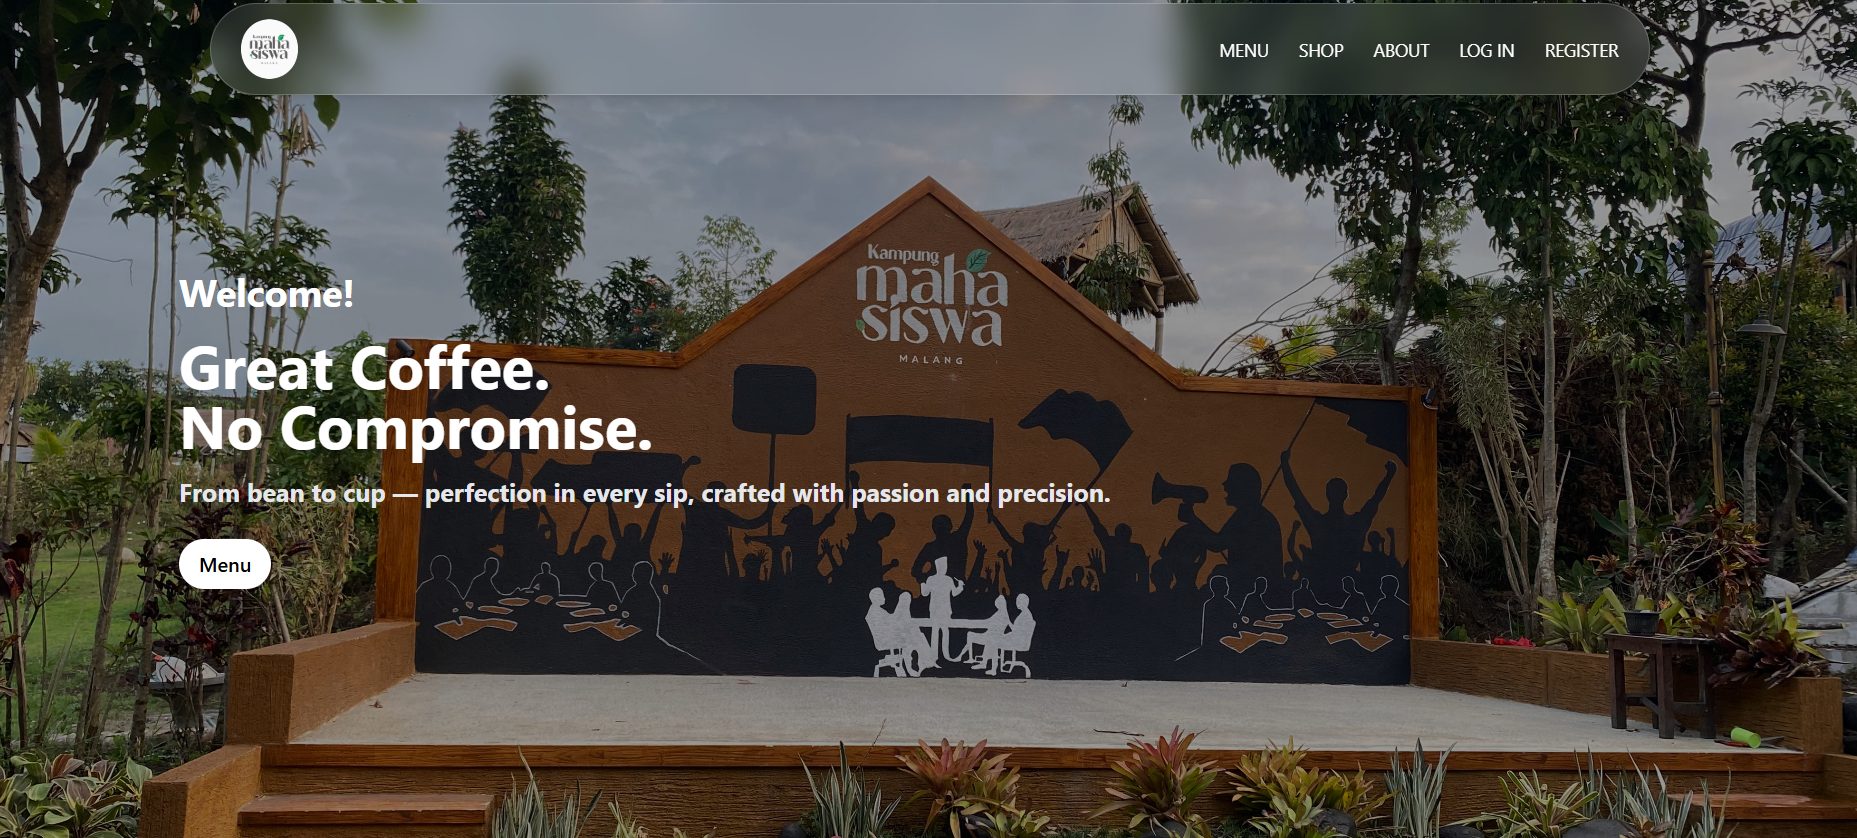 Kampung
maha
siswa
MALANG
MENU SHOP ABOUT LOG IN REGISTER
Kampung
maha
siswa
MALANG
Welcome!
Great Coffee.
No Compromise.
From bean to cup — perfection in every sip, crafted with passion and precision.
Menu